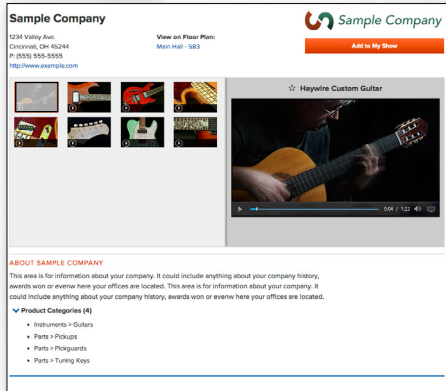 Sample Company
Sample Company
1234 Valley Ave.
Cincinnati, OH 45244
P: (555) 555-5555
http://www.example.com
View on Floor Plan:
Main Hall - 583
Add to My Show
☆ Haywire Custom Guitar
0:04 / 1:22
ABOUT SAMPLE COMPANY
This area is for information about your company. It could include anything about your company history,
awards won or evenw here your offices are located. This area is for information about your company. It
could include anything about your company history, awards won or evenw here your offices are located.
Product Categories (4)
• Instruments > Guitars
• Parts > Pickups
• Parts > Pickguards
• Parts > Tuning Keys